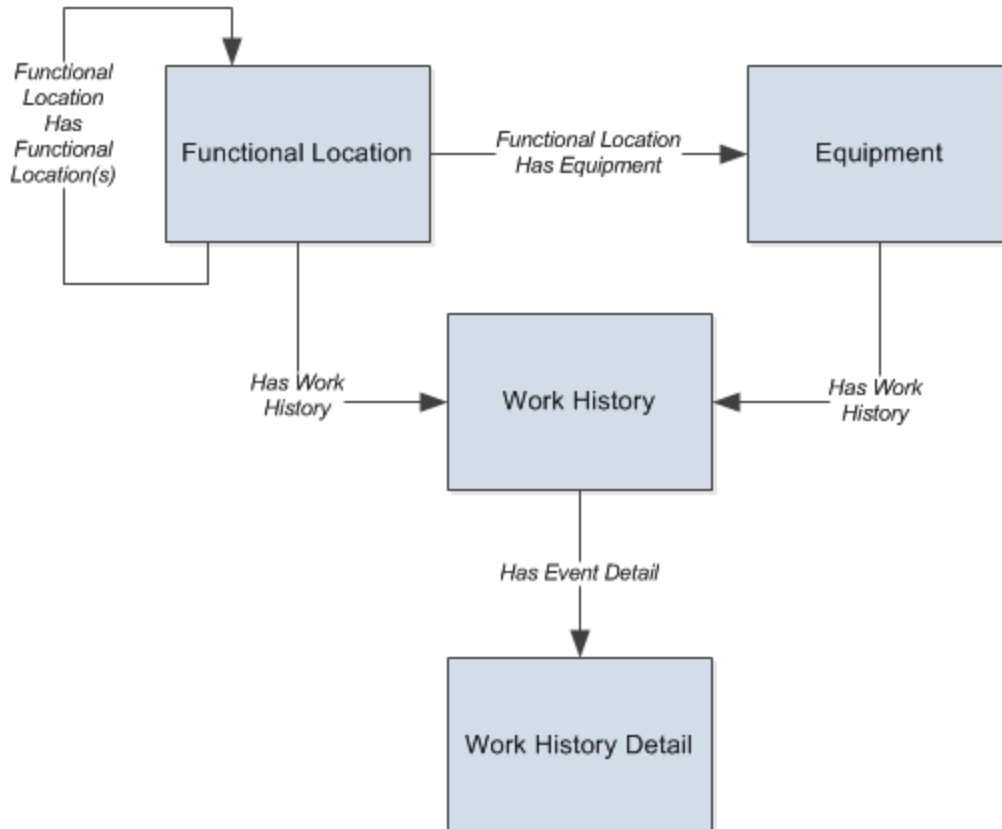 Functional
Location
Has
Functional
Location(s)
Functional Location
Functional Location
Has Equipment
Equipment
Has Work
History
Work History
Has Work
History
Has Event Detail
Work History Detail